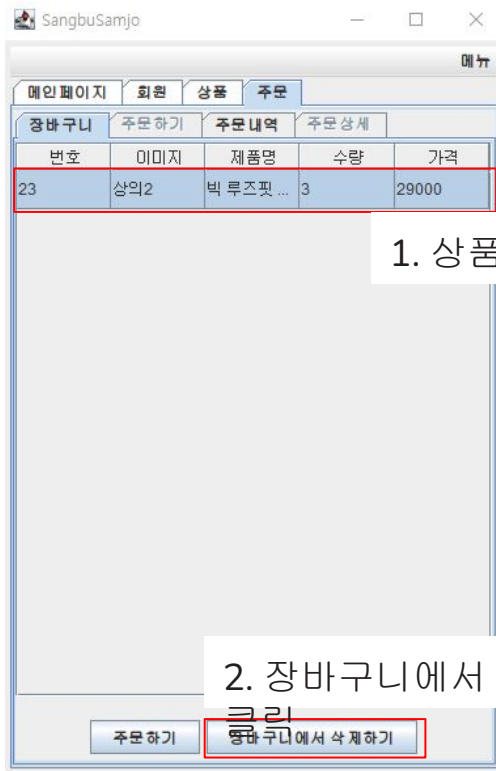 SangbuSamjo
메뉴
메인페이지 회원 상품 주문
장바구니 주문하기 주문내역 주문상세
번호 이미지 제품명 수량 가격
23 상의2 빅 루즈핏 ... 3 29000
1. 상품
2. 장바구니에서
클릭
주문하기 장바구니에서 삭제하기